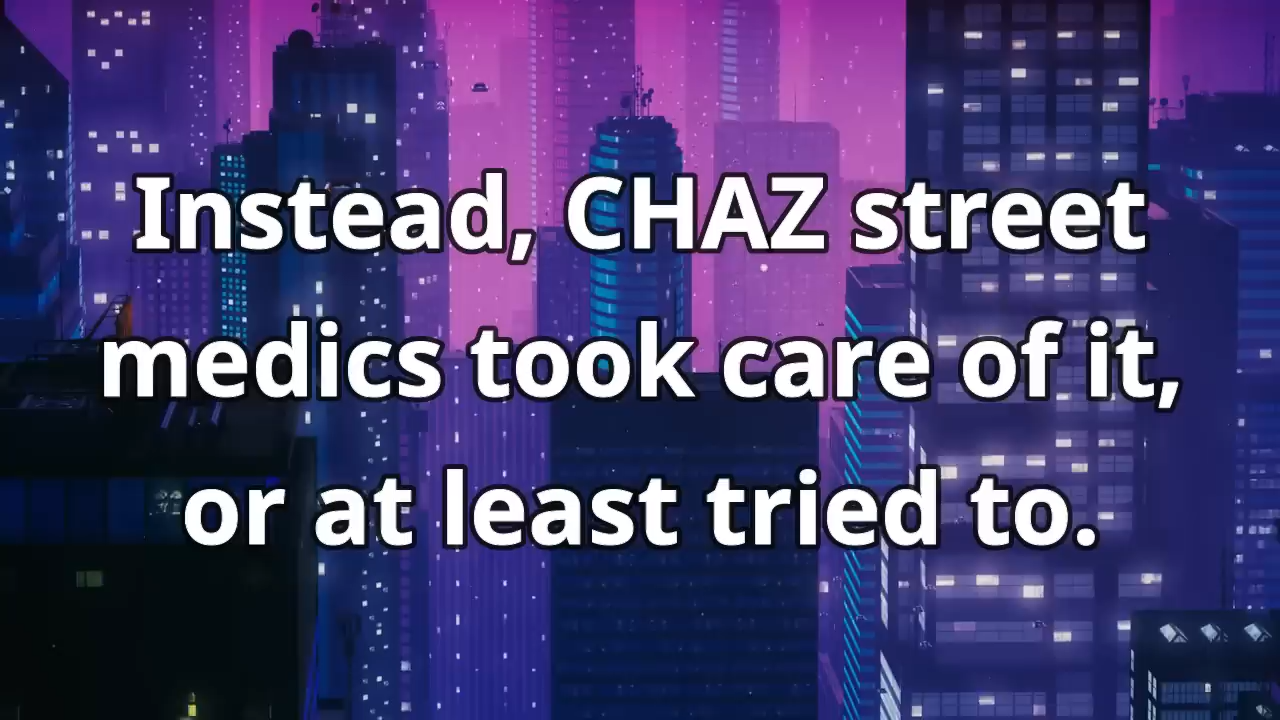 Instead, CHAZ street
medics took care of it,
or at least tried to.